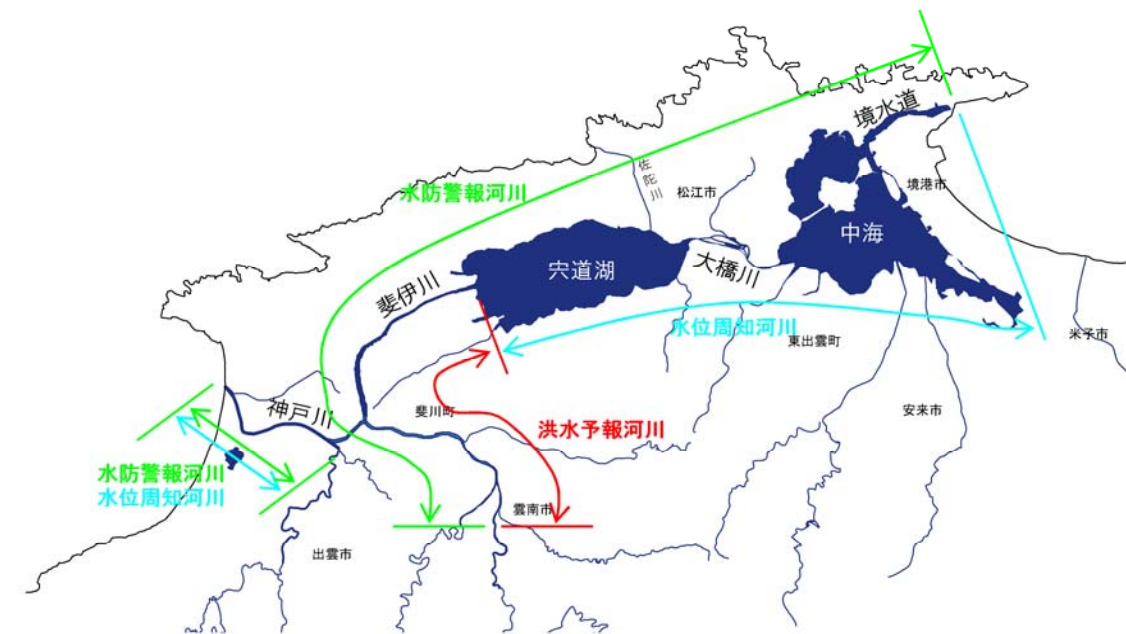 境水道
佐陀川
松江市
境港市
水防警報河川
中海
宍道湖
大橋川
斐伊川
水位周知河川
東出雲町
米子市
斐川町
神戸川
安来市
洪水予報河川
水防警報河川
水位周知河川
雲南市
出雲市